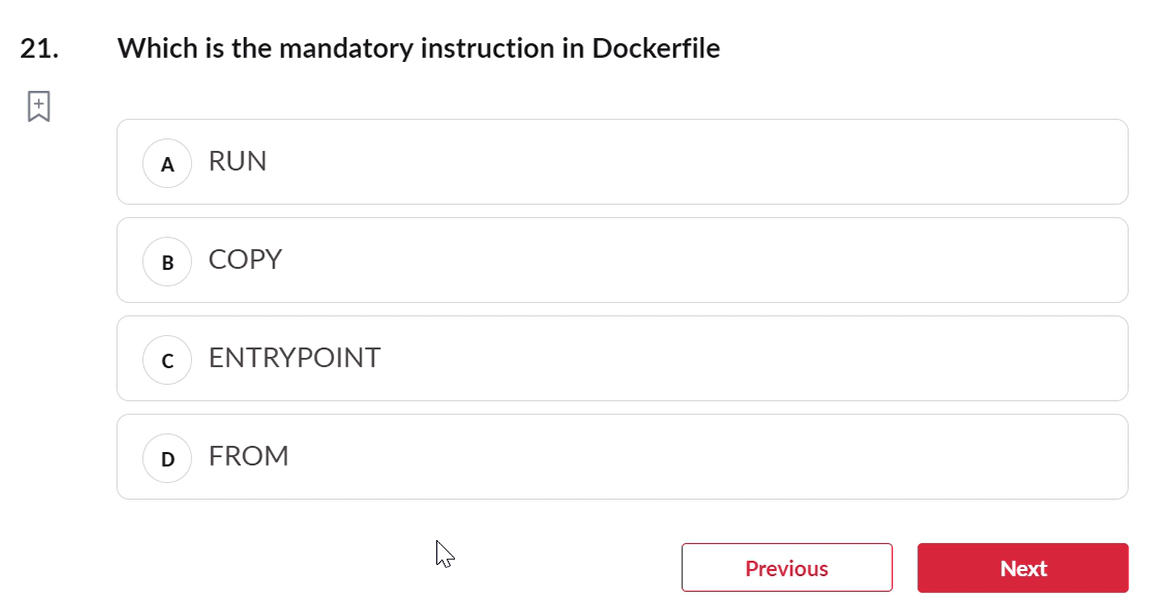 21. Which is the mandatory instruction in Dockerfile
A RUN
B COPY
C ENTRYPOINT
D FROM
Previous Next